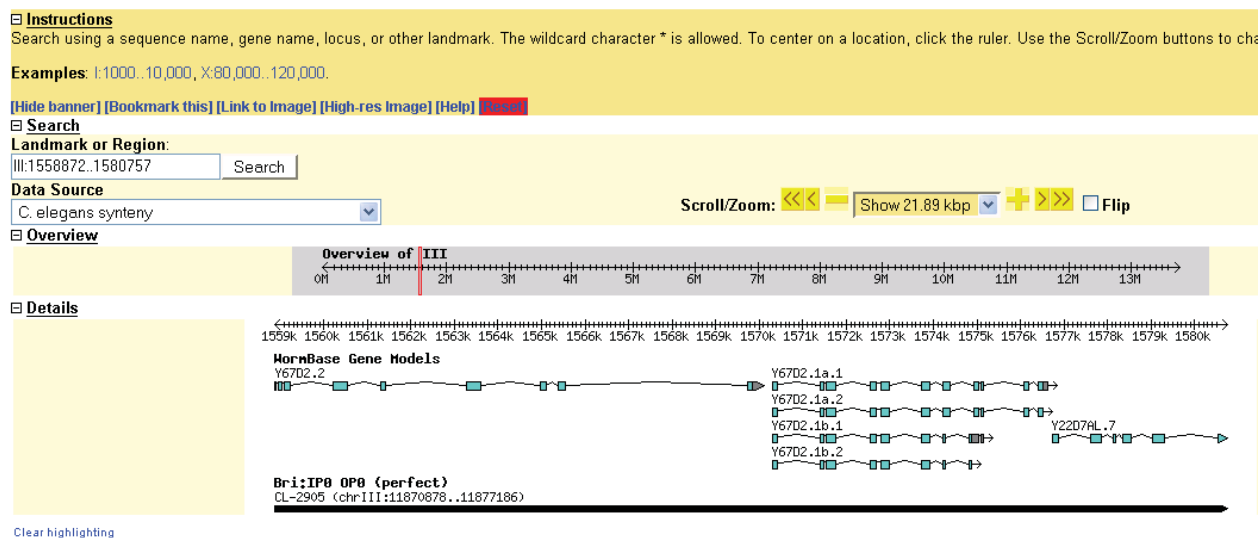 Instructions
Search using a sequence name, gene name, locus, or other landmark. The wildcard character * is allowed. To center on a location, click the ruler. Use the Scroll/Zoom buttons to cha
Examples: I:1000..10,000, X:80,000..120,000.
[Hide banner] [Bookmark this] [Link to Image] [High-res Image] [Help] [Reset]
Search
Landmark or Region:
III:1558872..1580757 Search
Data Source
C. elegans synteny Scroll/Zoom: << < Show 21.89 kbp > >> Flip
Overview
Overview of III
0M 1M 2M 3M 4M 5M 6M 7M 8M 9M 10M 11M 12M 13M
Details
1559k 1560k 1561k 1562k 1563k 1564k 1565k 1566k 1567k 1568k 1569k 1570k 1571k 1572k 1573k 1574k 1575k 1576k 1577k 1578k 1579k 1580k
WormBase Gene Models
Y67D2.2 Y67D2.1a.1
Y67D2.1a.2
Y67D2.1b.1 Y22D7AL.7
Y67D2.1b.2
Bri:IP0 OP0 (perfect)
CL-2905 (chrIII:11870878..11877186)
Clear highlighting